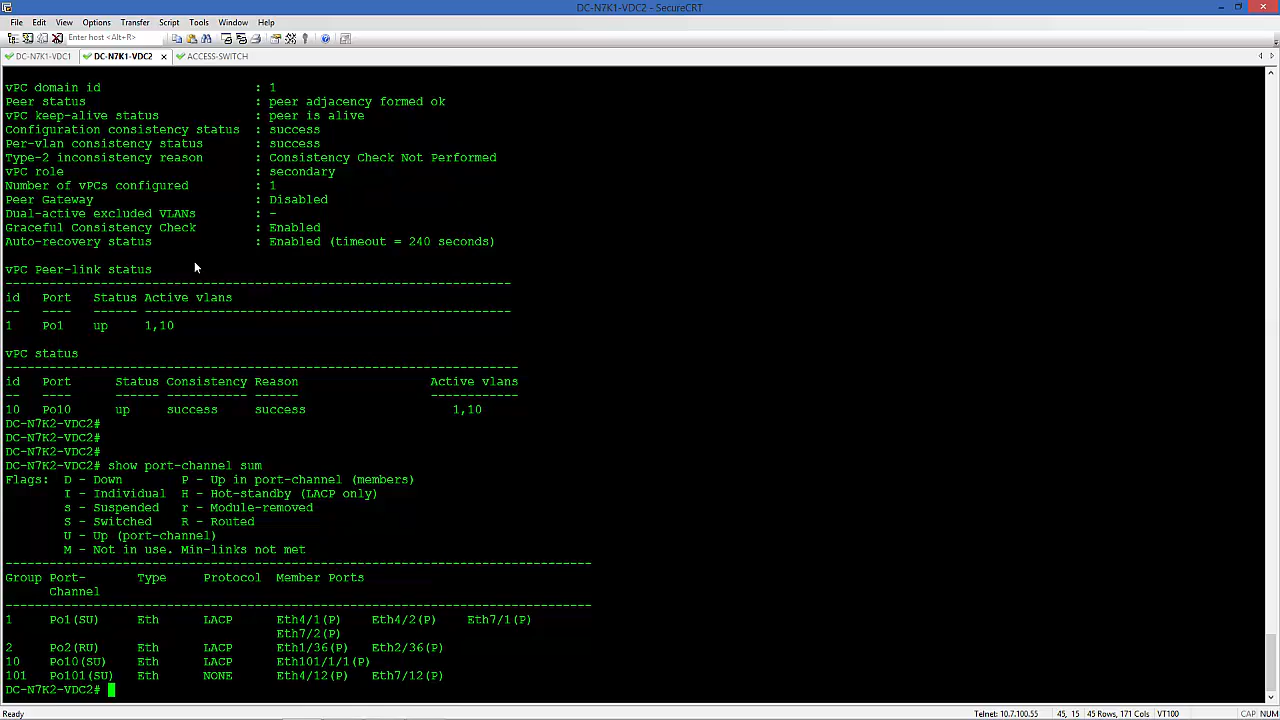 DC-N7K1-VDC2 - SecureCRT
File Edit View Options Transfer Script Tools Window Help
Enter host <Alt+R>
DC-N7K1-VDC1 DC-N7K1-VDC2 ACCESS-SWITCH
vPC domain id : 1
Peer status : peer adjacency formed ok
vPC keep-alive status : peer is alive
Configuration consistency status : success
Per-vlan consistency status : success
Type-2 inconsistency reason : Consistency Check Not Performed
vPC role : secondary
Number of vPCs configured : 1
Peer Gateway : Disabled
Dual-active excluded VLANs : -
Graceful Consistency Check : Enabled
Auto-recovery status : Enabled (timeout = 240 seconds)
vPC Peer-link status
---------------------------------------------------------------------
id Port Status Active vlans
-- ---- ------ --------------------------------------------------
1 Po1 up 1,10
vPC status
----------------------------------------------------------------------
id Port Status Consistency Reason Active vlans
-- ---- ------ ----------- ------ ------------
10 Po10 up success success 1,10
DC-N7K2-VDC2#
DC-N7K2-VDC2#
DC-N7K2-VDC2#
DC-N7K2-VDC2# show port-channel sum
Flags: D - Down P - Up in port-channel (members)
I - Individual H - Hot-standby (LACP only)
s - Suspended r - Module-removed
S - Switched R - Routed
U - Up (port-channel)
M - Not in use. Min-links not met
--------------------------------------------------------------------------------
Group Port- Type Protocol Member Ports
Channel
--------------------------------------------------------------------------------
1 Po1(SU) Eth LACP Eth4/1(P) Eth4/2(P) Eth7/1(P)
Eth7/2(P)
2 Po2(RU) Eth LACP Eth1/36(P) Eth2/36(P)
10 Po10(SU) Eth LACP Eth101/1/1(P)
101 Po101(SU) Eth NONE Eth4/12(P) Eth7/12(P)
DC-N7K2-VDC2#
Ready Telnet: 10.7.100.55 45, 15 45 Rows, 171 Cols VT100 CAP NUM